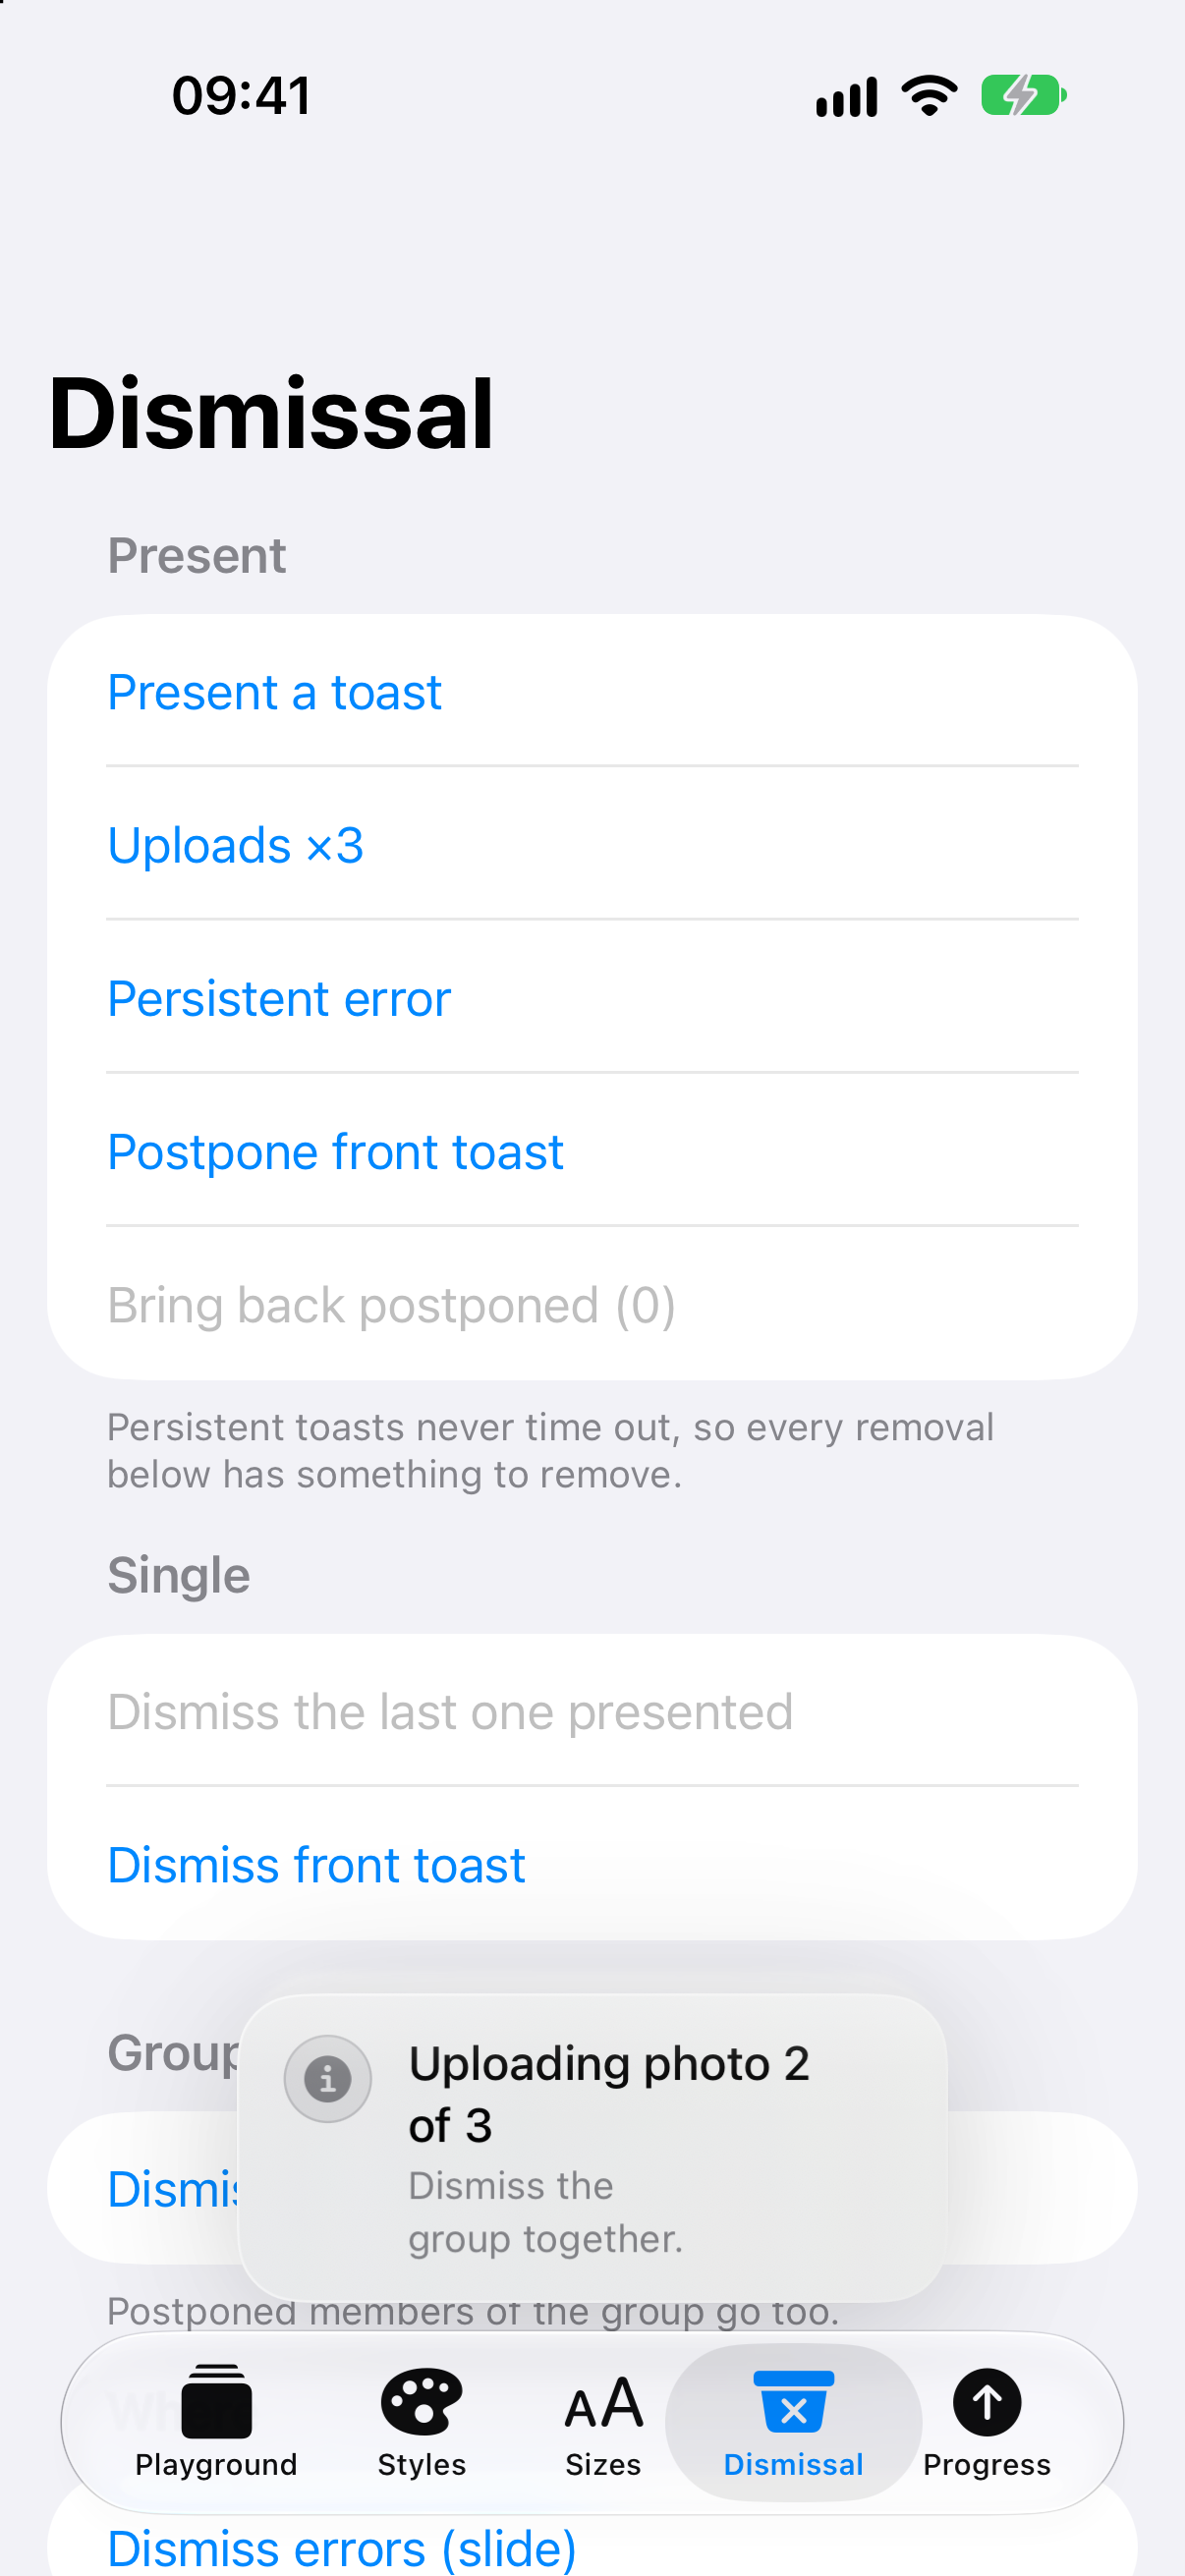 09:41
Dismissal
Present
Present a toast
Uploads ×3
Persistent error
Postpone front toast
Bring back postponed (0)
Persistent toasts never time out, so every removal
below has something to remove.
Single
Dismiss the last one presented
Dismiss front toast
Uploading photo 2
of 3
Dismiss the
group together.
Postponed members of the group go too.
Playground
Styles
AA
Sizes
Dismissal
Progress
Dismiss errors (slide)